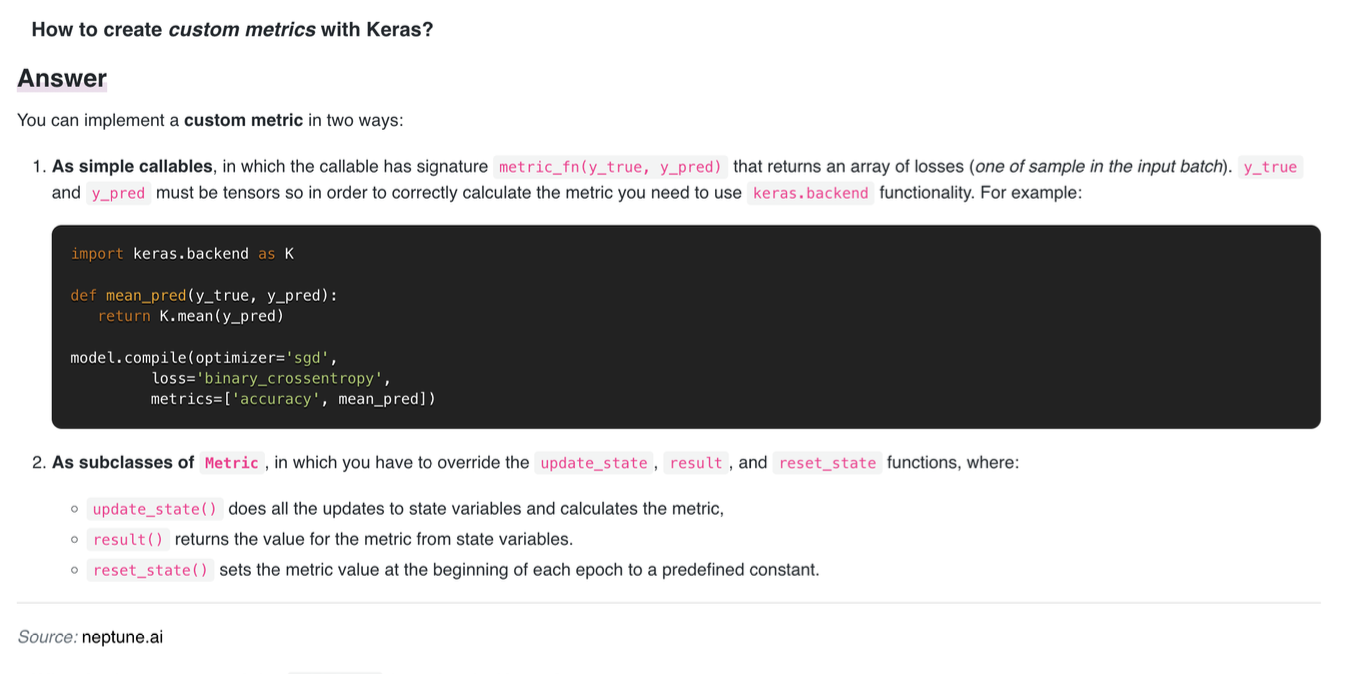 How to create custom metrics with Keras?
Answer
You can implement a custom metric in two ways:
1. As simple callables, in which the callable has signature metric_fn(y_true, y_pred) that returns an array of losses (one of sample in the input batch). y_true
and y_pred must be tensors so in order to correctly calculate the metric you need to use keras.backend functionality. For example:
import keras.backend as K
def mean_pred(y_true, y_pred):
   return K.mean(y_pred)
model.compile(optimizer='sgd',
         loss='binary_crossentropy',
         metrics=['accuracy', mean_pred])
2. As subclasses of Metric, in which you have to override the update_state, result, and reset_state functions, where:
◦ update_state() does all the updates to state variables and calculates the metric,
◦ result() returns the value for the metric from state variables.
◦ reset_state() sets the metric value at the beginning of each epoch to a predefined constant.
Source: neptune.ai